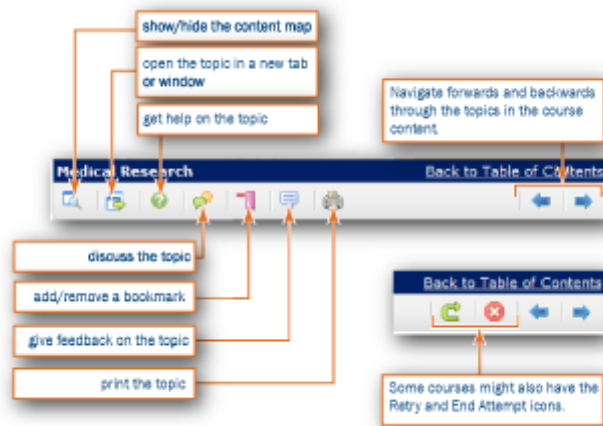 show/hide the content map
open the topic in a new tab
or window
get help on the topic
Navigate forwards and backwards
through the topics in the course
content.
Medical Research
Back to Table of Contents
discuss the topic
add/remove a bookmark
give feedback on the topic
print the topic
Back to Table of Contents
Some courses might also have the
Retry and End Attempt icons.